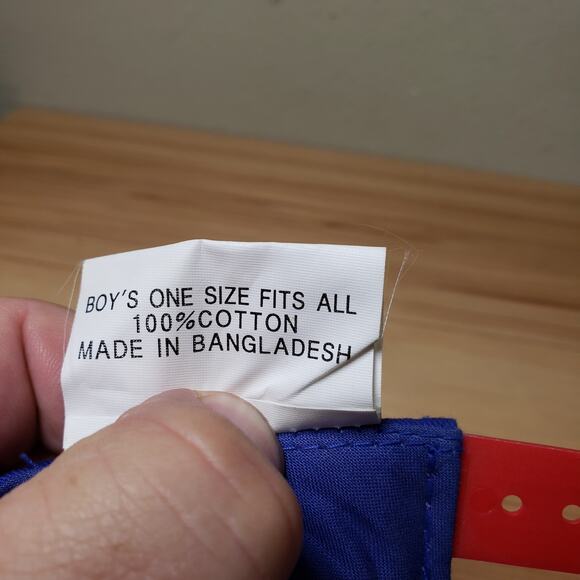 BOY'S ONE SIZE FITS ALL
100%COTTON
MADE IN BANGLADESH